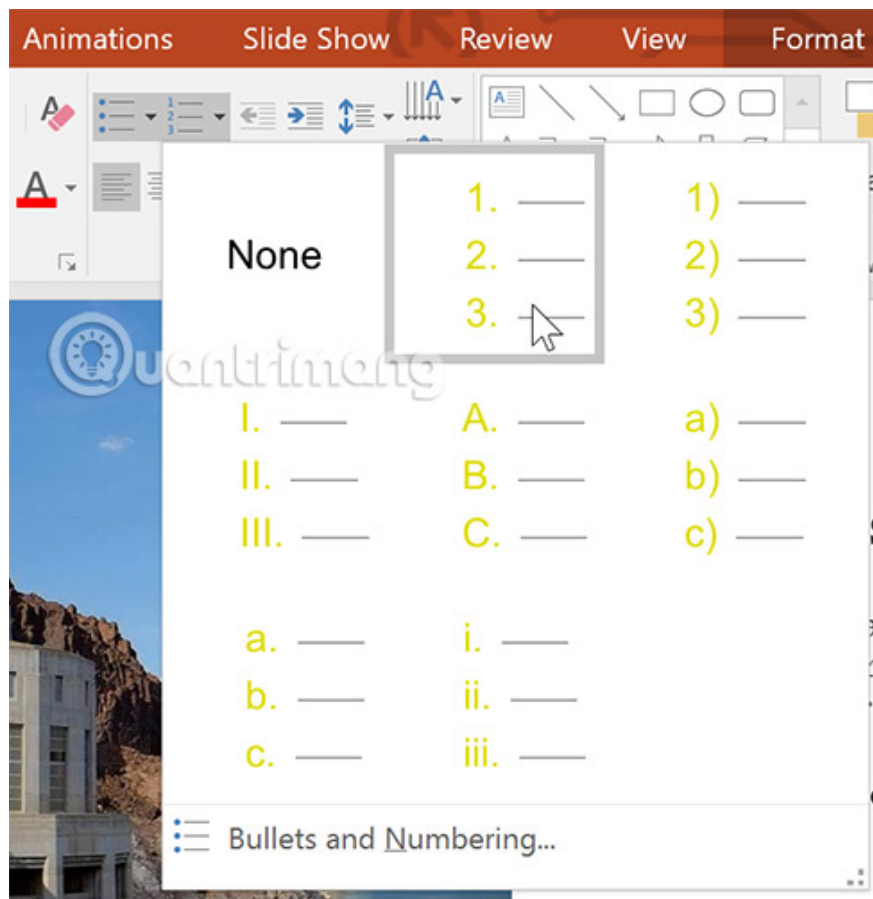 Animations Slide Show Review View Format
None
1.
2.
3.
1)
2)
3)
Quantrimang
I.
II.
III.
A.
B.
C.
a)
b)
c)
a.
b.
c.
i.
ii.
iii.
Bullets and Numbering...